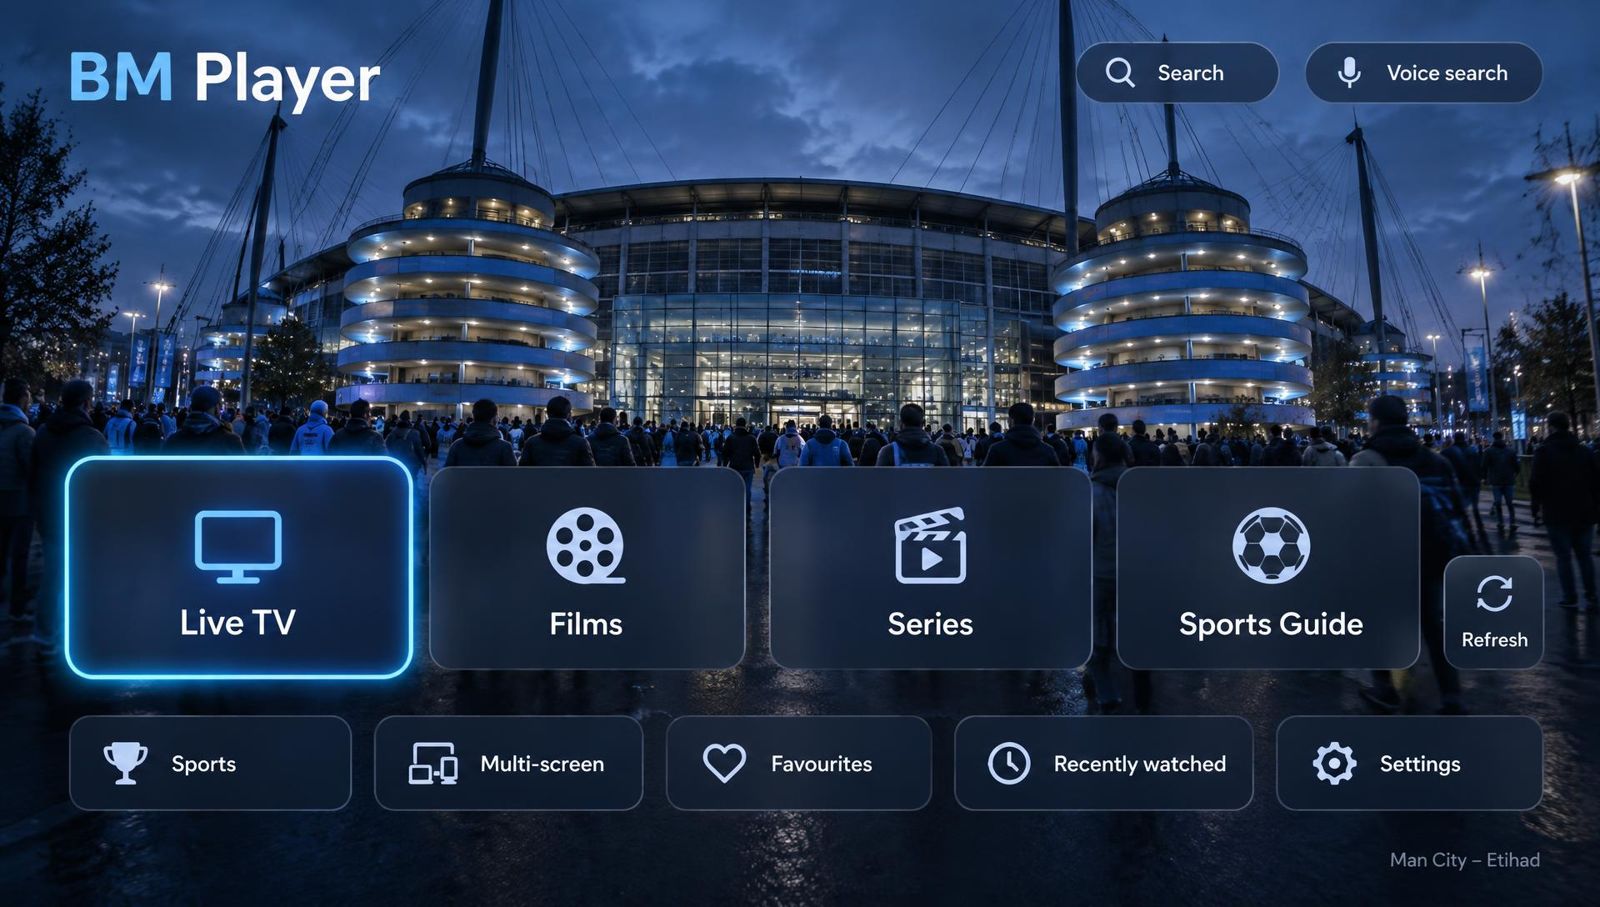 BM Player
Search
Voice search
Live TV
Films
Series
Sports Guide
Refresh
Sports
Multi-screen
Favourites
Recently watched
Settings
Man City – Etihad